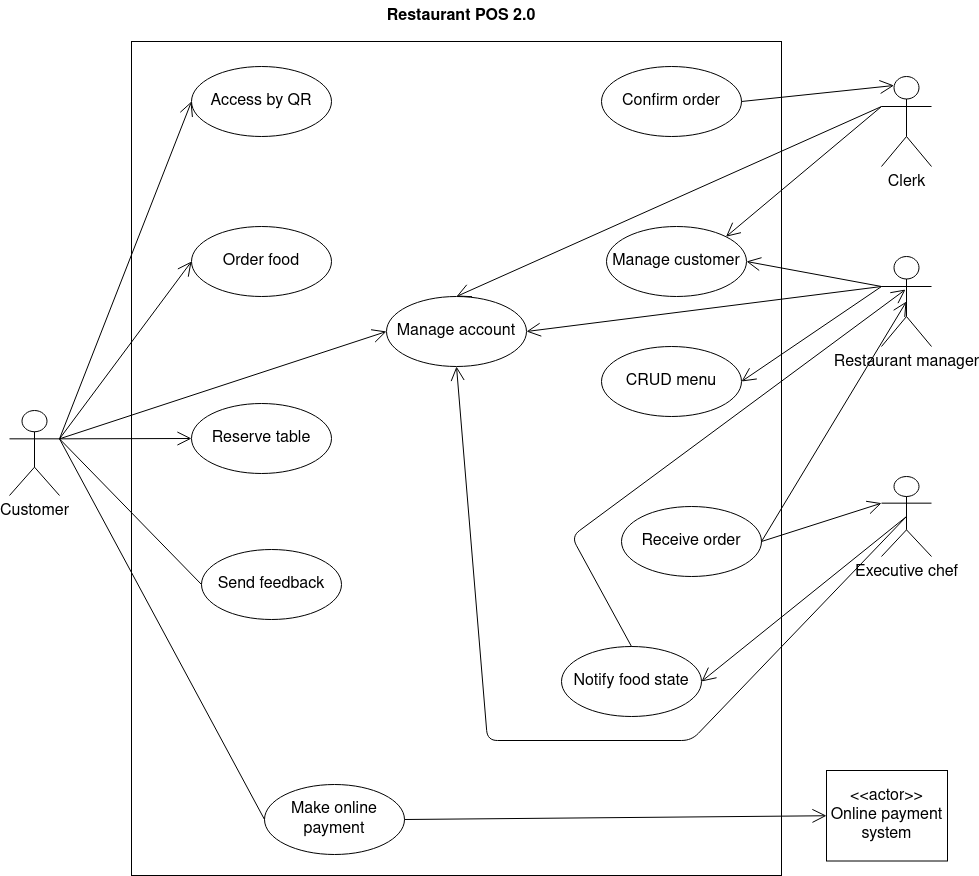 Restaurant POS 2.0
Access by QR
Confirm order
Clerk
Order food
Manage customer
Manage account
Restaurant manager
CRUD menu
Reserve table
Customer
Receive order
Executive chef
Send feedback
Notify food state
Make online
payment
<<actor>>
Online payment
system